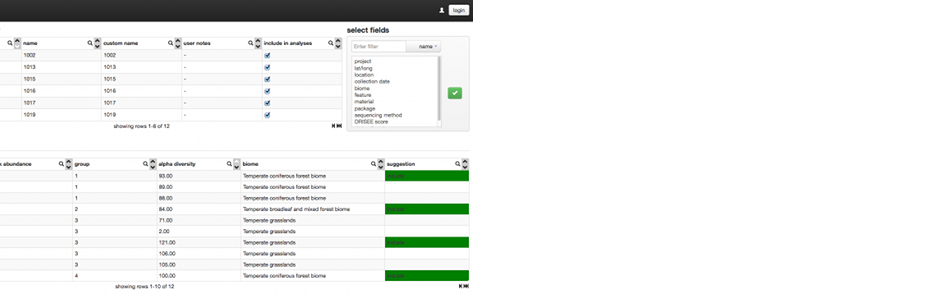 login
select fields
name custom name user notes include in analyses
Enter filter name
1002 1002 -
1013 1013 -
1015 1015 -
1016 1016 -
1017 1017 -
1018 1019 -
project
lat/long
location
collection date
biome
feature
material
package
sequencing method
DRISEE score
showing rows 1-6 of 12
abundance group alpha diversity biome suggestion
1 93.00 Temperate coniferous forest biome
1 89.00 Temperate coniferous forest biome
1 88.00 Temperate coniferous forest biome
2 84.00 Temperate broadleaf and mixed forest biome
3 71.00 Temperate grasslands
3 2.00 Temperate grasslands
3 121.00 Temperate grasslands
3 106.00 Temperate grasslands
3 105.00 Temperate grasslands
4 100.00 Temperate coniferous forest biome
showing rows 1-10 of 12